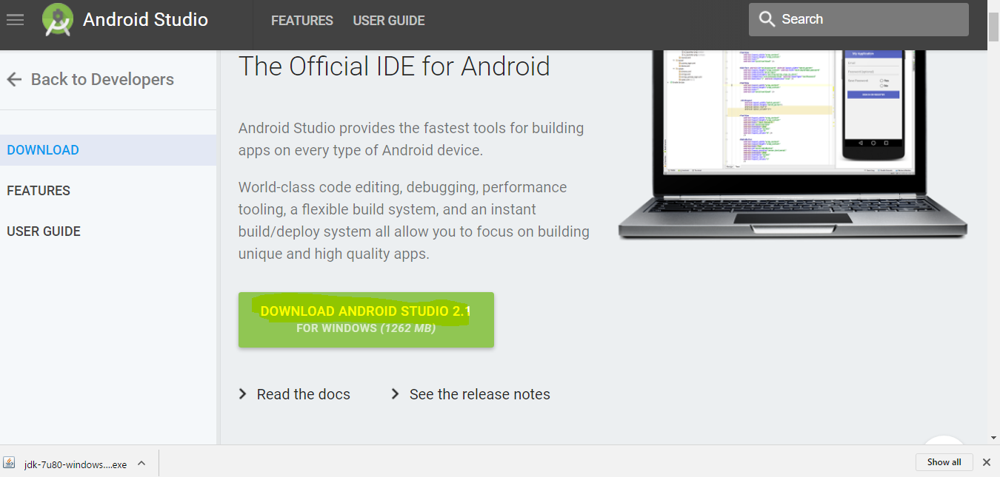 Android Studio
FEATURES
USER GUIDE
Search
Back to Developers
DOWNLOAD
FEATURES
USER GUIDE
The Official IDE for Android
Android Studio provides the fastest tools for building
apps on every type of Android device.
World-class code editing, debugging, performance
tooling, a flexible build system, and an instant
build/deploy system all allow you to focus on building
unique and high quality apps.
DOWNLOAD ANDROID STUDIO 2.1
FOR WINDOWS (1262 MB)
Read the docs
See the release notes
My Application
jdk-7u80-windows....exe
Show all